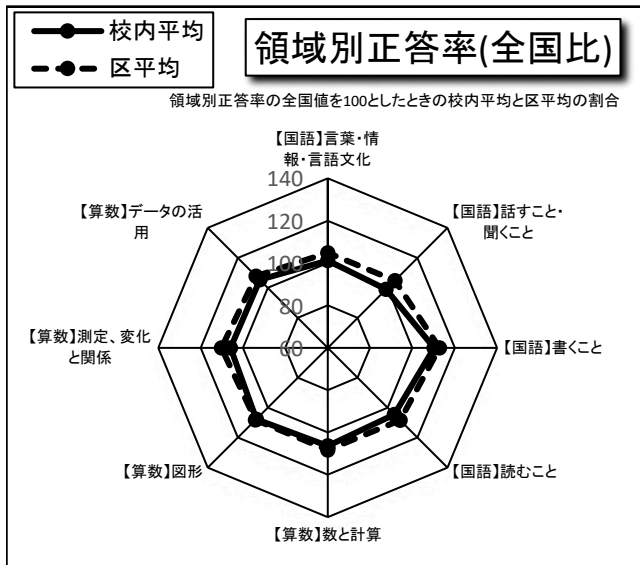 校内平均
区平均
領域別正答率(全国比)
領域別正答率の全国値を100としたときの校内平均と区平均の割合
【国語】言葉・情
報・言語文化
【国語】話すこと・
聞くこと
【国語】書くこと
【国語】読むこと
【算数】数と計算
【算数】図形
【算数】測定、変化
と関係
【算数】データの活
用
140
120
100
80
60